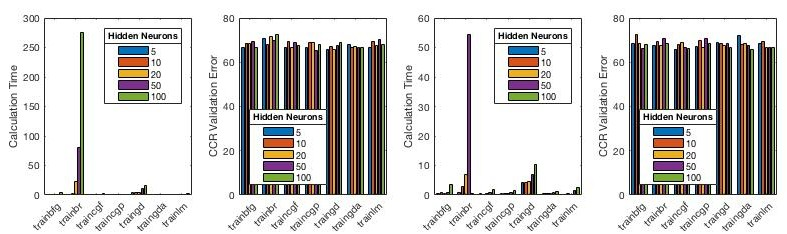 Calculation Time
300
250
200
150
100
50
0
Hidden Neurons
5
10
20
50
100
trainbfg
trainbr
traincgf
traincgp
traingd
traingda
trainlm
CCR Validation Error
80
60
40
20
0
Hidden Neurons
5
10
20
50
100
trainbfg
trainbr
traincgf
traincgp
traingd
traingda
trainlm
Calculation Time
60
50
40
30
20
10
0
Hidden Neurons
5
10
20
50
100
trainbfg
trainbr
traincgf
traincgp
traingd
traingda
trainlm
CCR Validation Error
80
60
40
20
0
Hidden Neurons
5
10
20
50
100
trainbfg
trainbr
traincgf
traincgp
traingd
traingda
trainlm